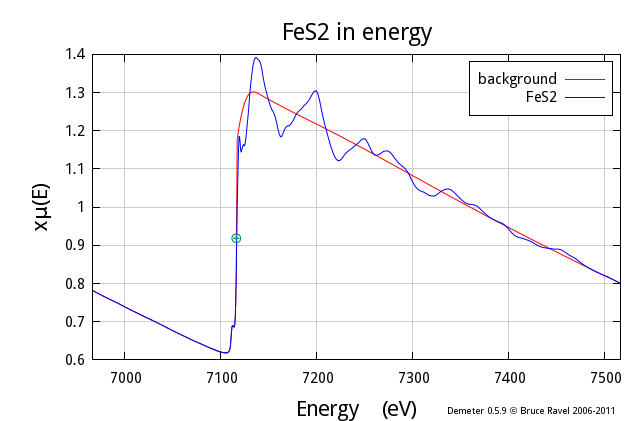 FeS2 in energy
background
FeS2
1.4
1.3
1.2
1.1
1
0.9
0.8
0.7
0.6
xμ(E)
7000
7100
7200
7300
7400
7500
Energy (eV)
Demeter 0.5.9 © Bruce Ravel 2006-2011